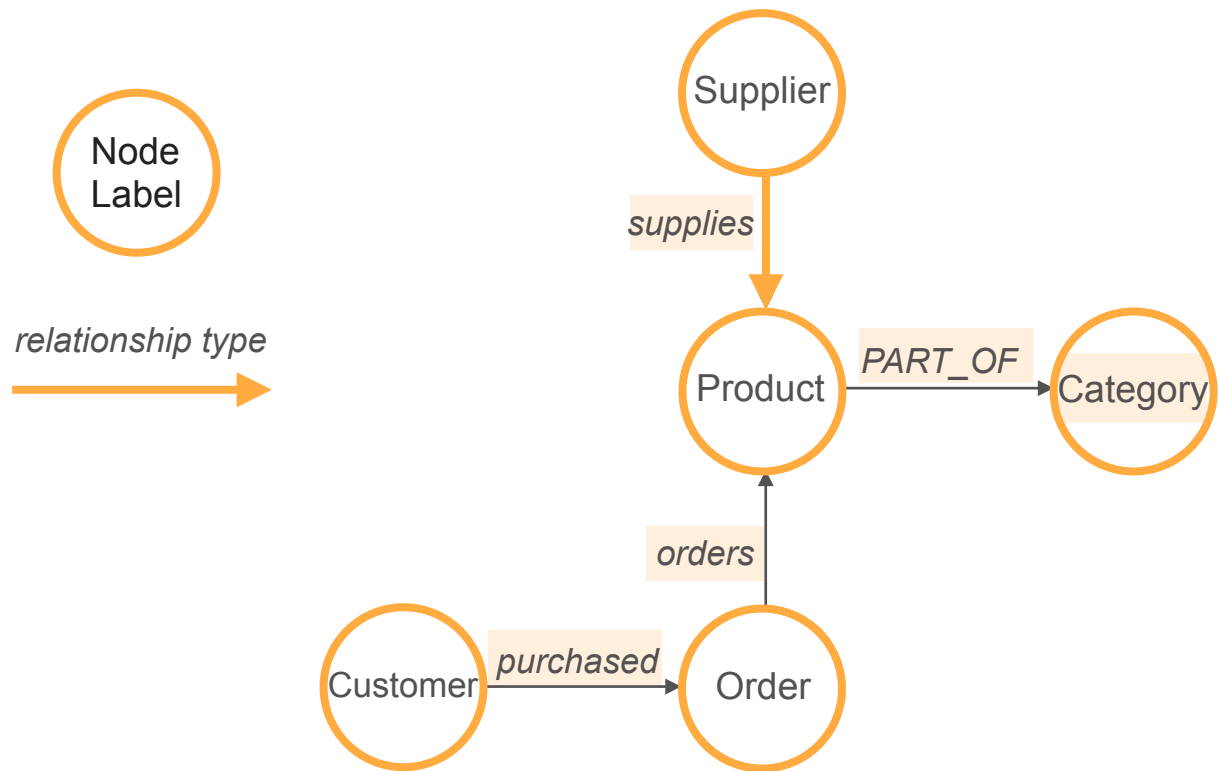 Supplier
Node
Label
supplies
relationship type
PART_OF
Product
Category
orders
purchased
Customer
Order